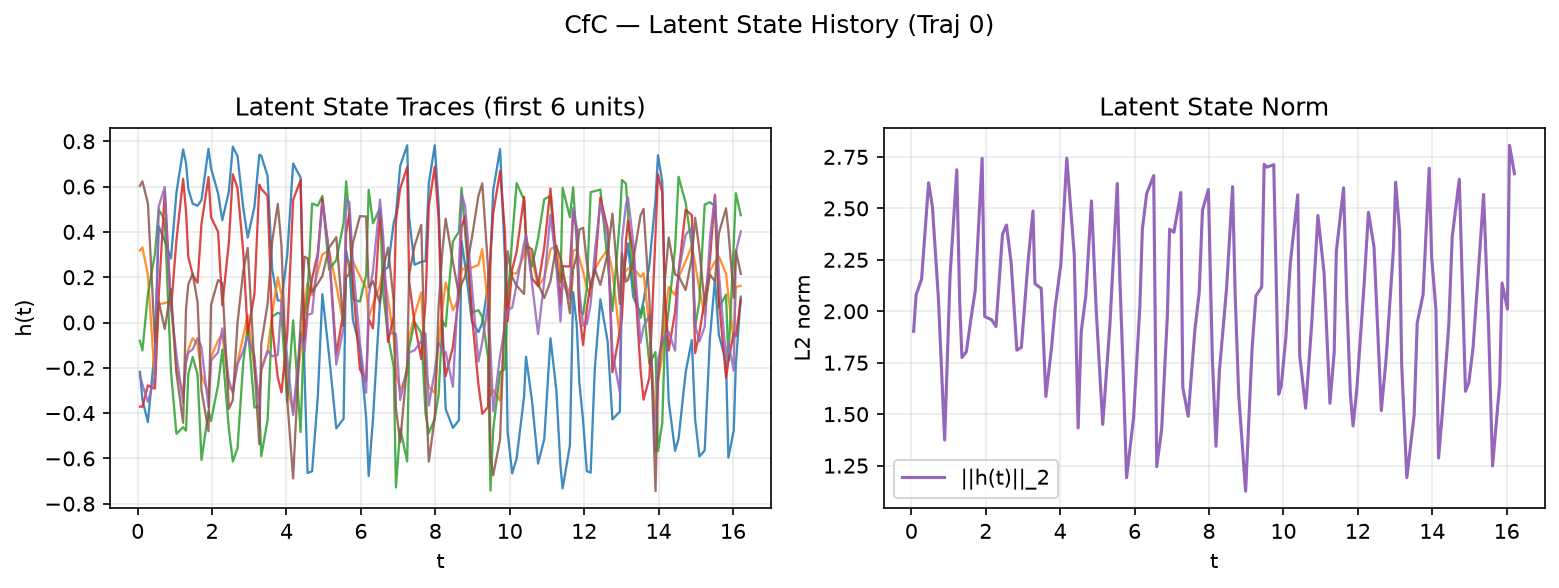 CfC — Latent State History (Traj 0)
Latent State Traces (first 6 units)
h(t)
0.8
0.6
0.4
0.2
0.0
−0.2
−0.4
−0.6
−0.8
0 2 4 6 8 10 12 14 16
t
Latent State Norm
L2 norm
2.75
2.50
2.25
2.00
1.75
1.50
1.25
||h(t)||_2
0 2 4 6 8 10 12 14 16
t